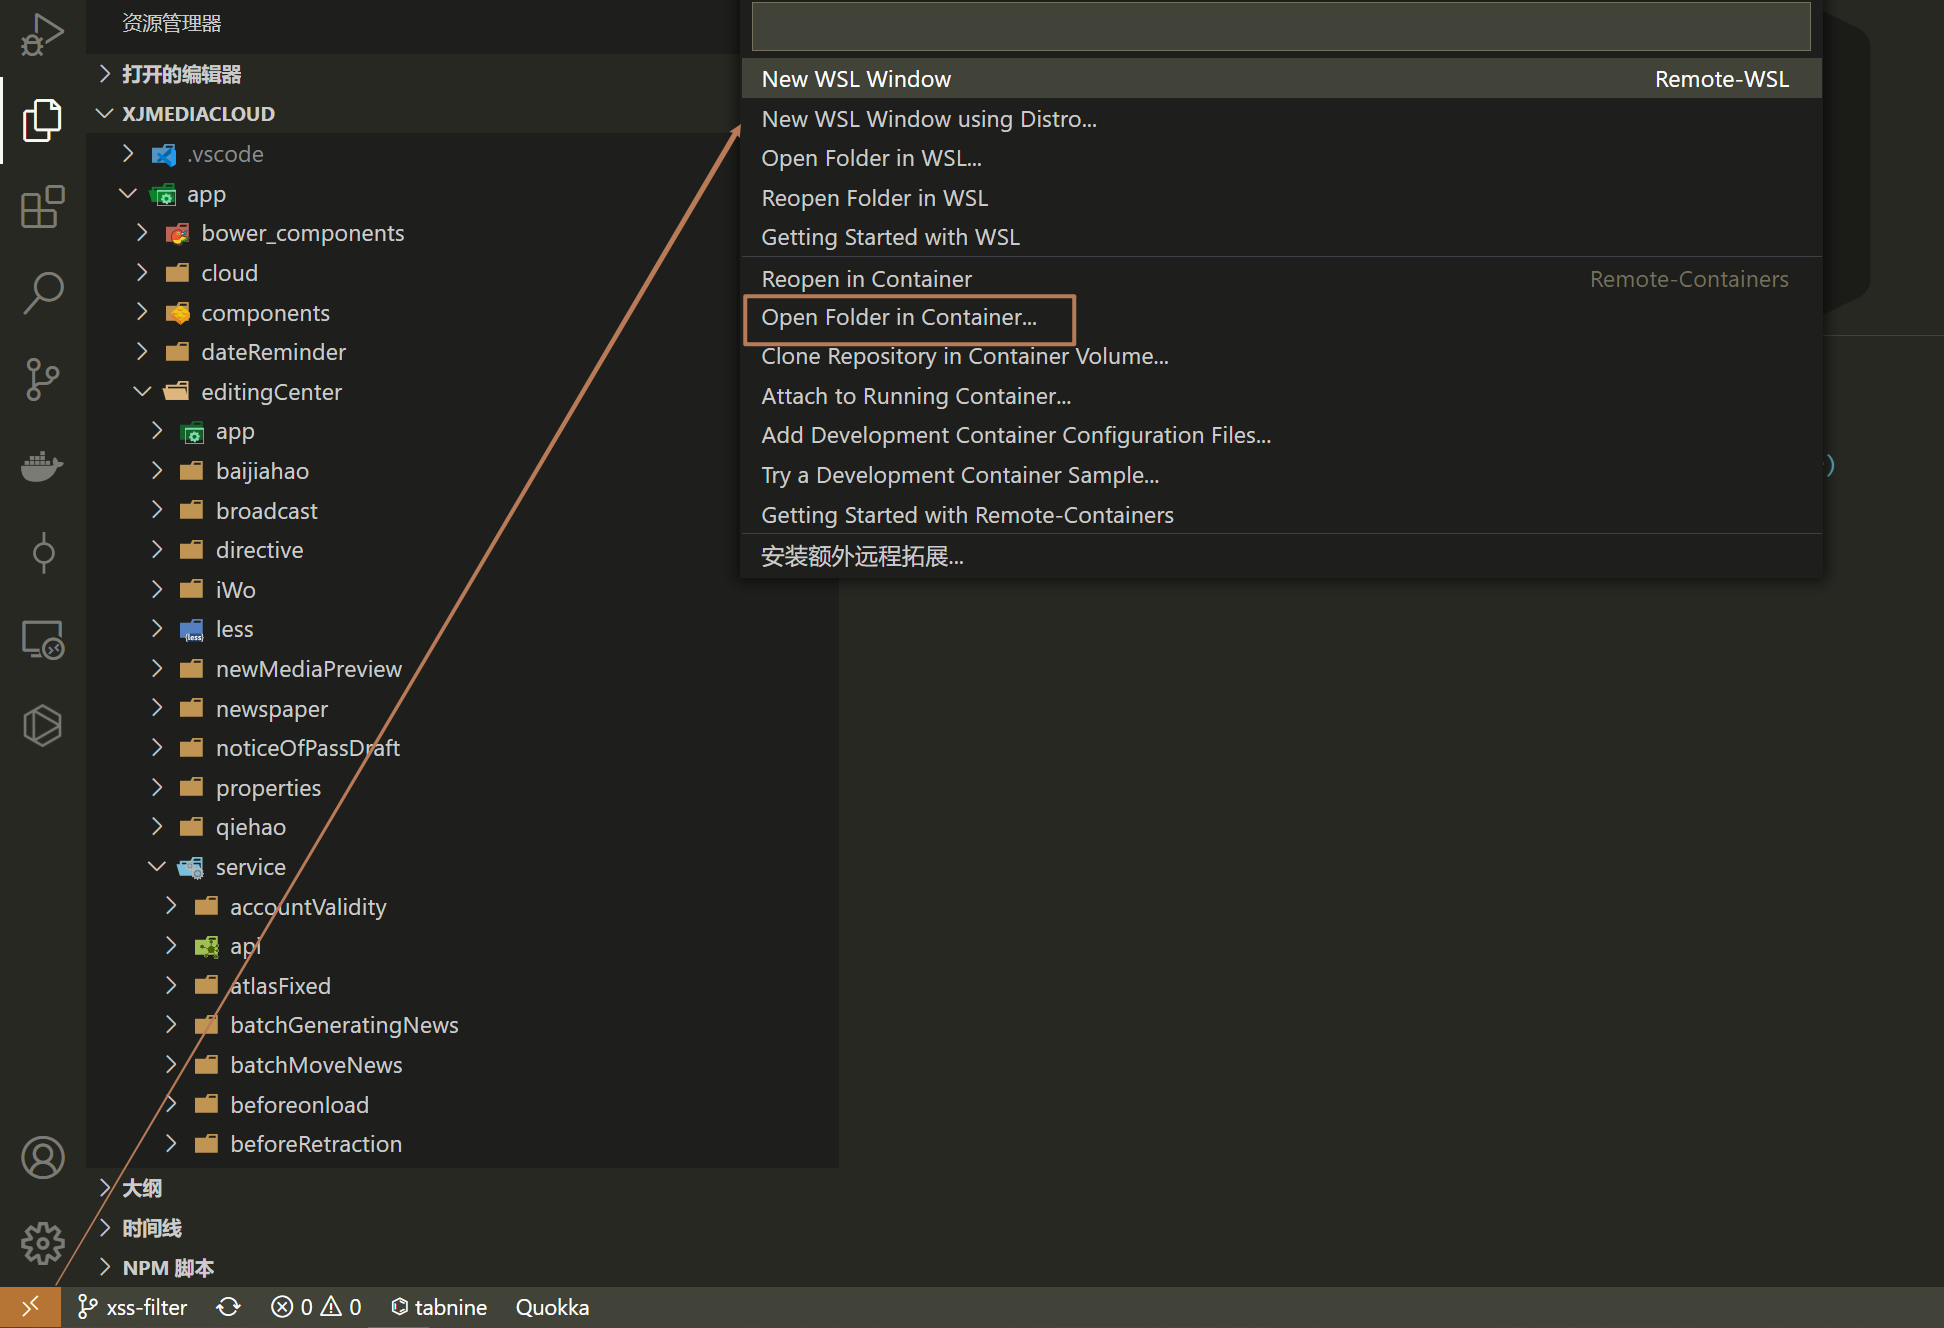 资源管理器
打开的编辑器
XJMEDIACLOUD
.vscode
app
bower_components
cloud
components
dateReminder
editingCenter
app
baijiahao
broadcast
directive
iWo
less
newMediaPreview
newspaper
noticeOfPassDraft
properties
qiehao
service
accountValidity
api
atlasFixed
batchGeneratingNews
batchMoveNews
beforeonload
beforeRetraction
大纲
时间线
NPM 脚本
New WSL Window Remote-WSL
New WSL Window using Distro...
Open Folder in WSL...
Reopen Folder in WSL
Getting Started with WSL
Reopen in Container Remote-Containers
Open Folder in Container...
Clone Repository in Container Volume...
Attach to Running Container...
Add Development Container Configuration Files...
Try a Development Container Sample...
Getting Started with Remote-Containers
安装额外远程拓展...
)
xss-filter 0 0 tabnine Quokka